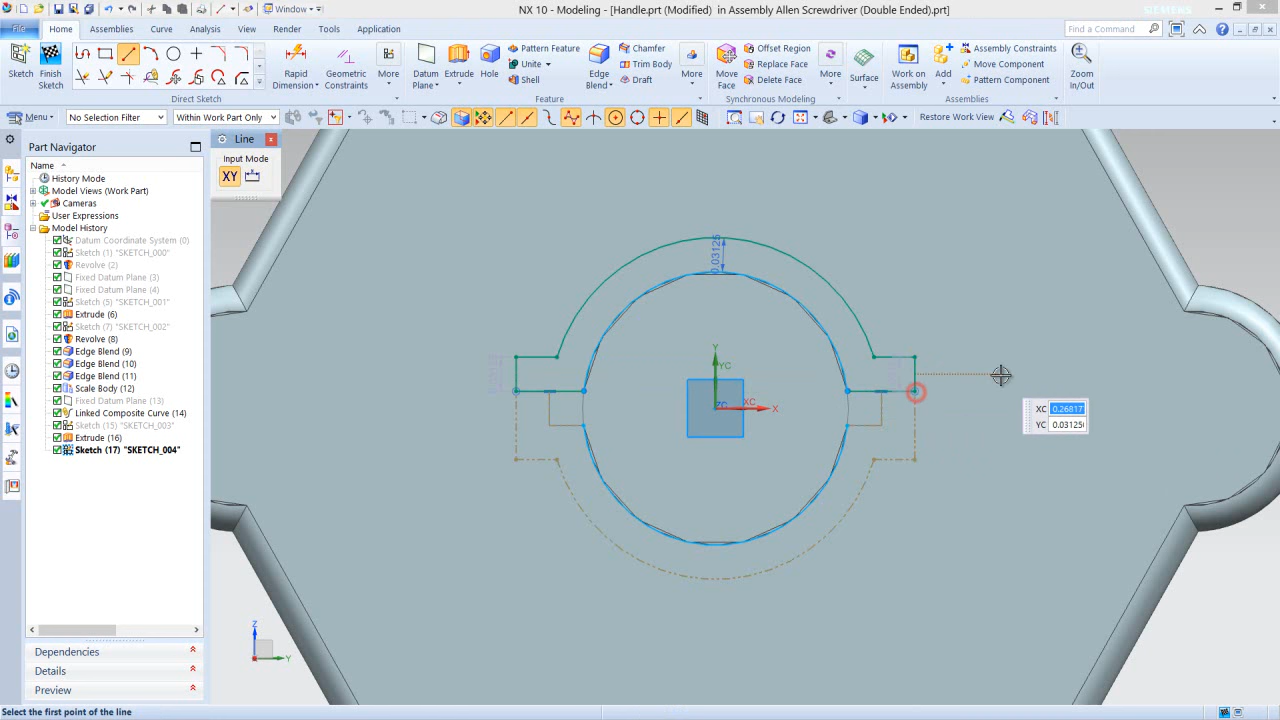 NX 10 - Modeling - [Handle.prt (Modified) in Assembly Allen Screwdriver (Double Ended).prt]
SIEMENS
Window
File Home Assemblies Curve Analysis View Render Tools Application
Find a Command
Sketch Finish Sketch
Direct Sketch
Rapid Dimension Geometric Constraints More
Datum Plane Extrude Hole
Pattern Feature
Unite
Shell
Edge Blend
Chamfer
Trim Body
Draft
More
Feature
Move Face
Offset Region
Replace Face
Delete Face
More
Synchronous Modeling
Surface
Work on Assembly Add
Assembly Constraints
Move Component
Pattern Component
Assemblies
Zoom In/Out
Menu No Selection Filter Within Work Part Only Restore Work View
Part Navigator
Name
History Mode
Model Views (Work Part)
Cameras
User Expressions
Model History
Datum Coordinate System (0)
Sketch (1) "SKETCH_000"
Revolve (2)
Fixed Datum Plane (3)
Fixed Datum Plane (4)
Sketch (5) "SKETCH_001"
Extrude (6)
Sketch (7) "SKETCH_002"
Revolve (8)
Edge Blend (9)
Edge Blend (10)
Edge Blend (11)
Scale Body (12)
Fixed Datum Plane (13)
Linked Composite Curve (14)
Sketch (15) "SKETCH_003"
Extrude (16)
Sketch (17) "SKETCH_004"
Dependencies
Details
Preview
Line
Input Mode
XY
0.03125
Y
YC
XC
X
ZC
XC 0.26817
YC 0.03125
Z
Y
Select the first point of the line